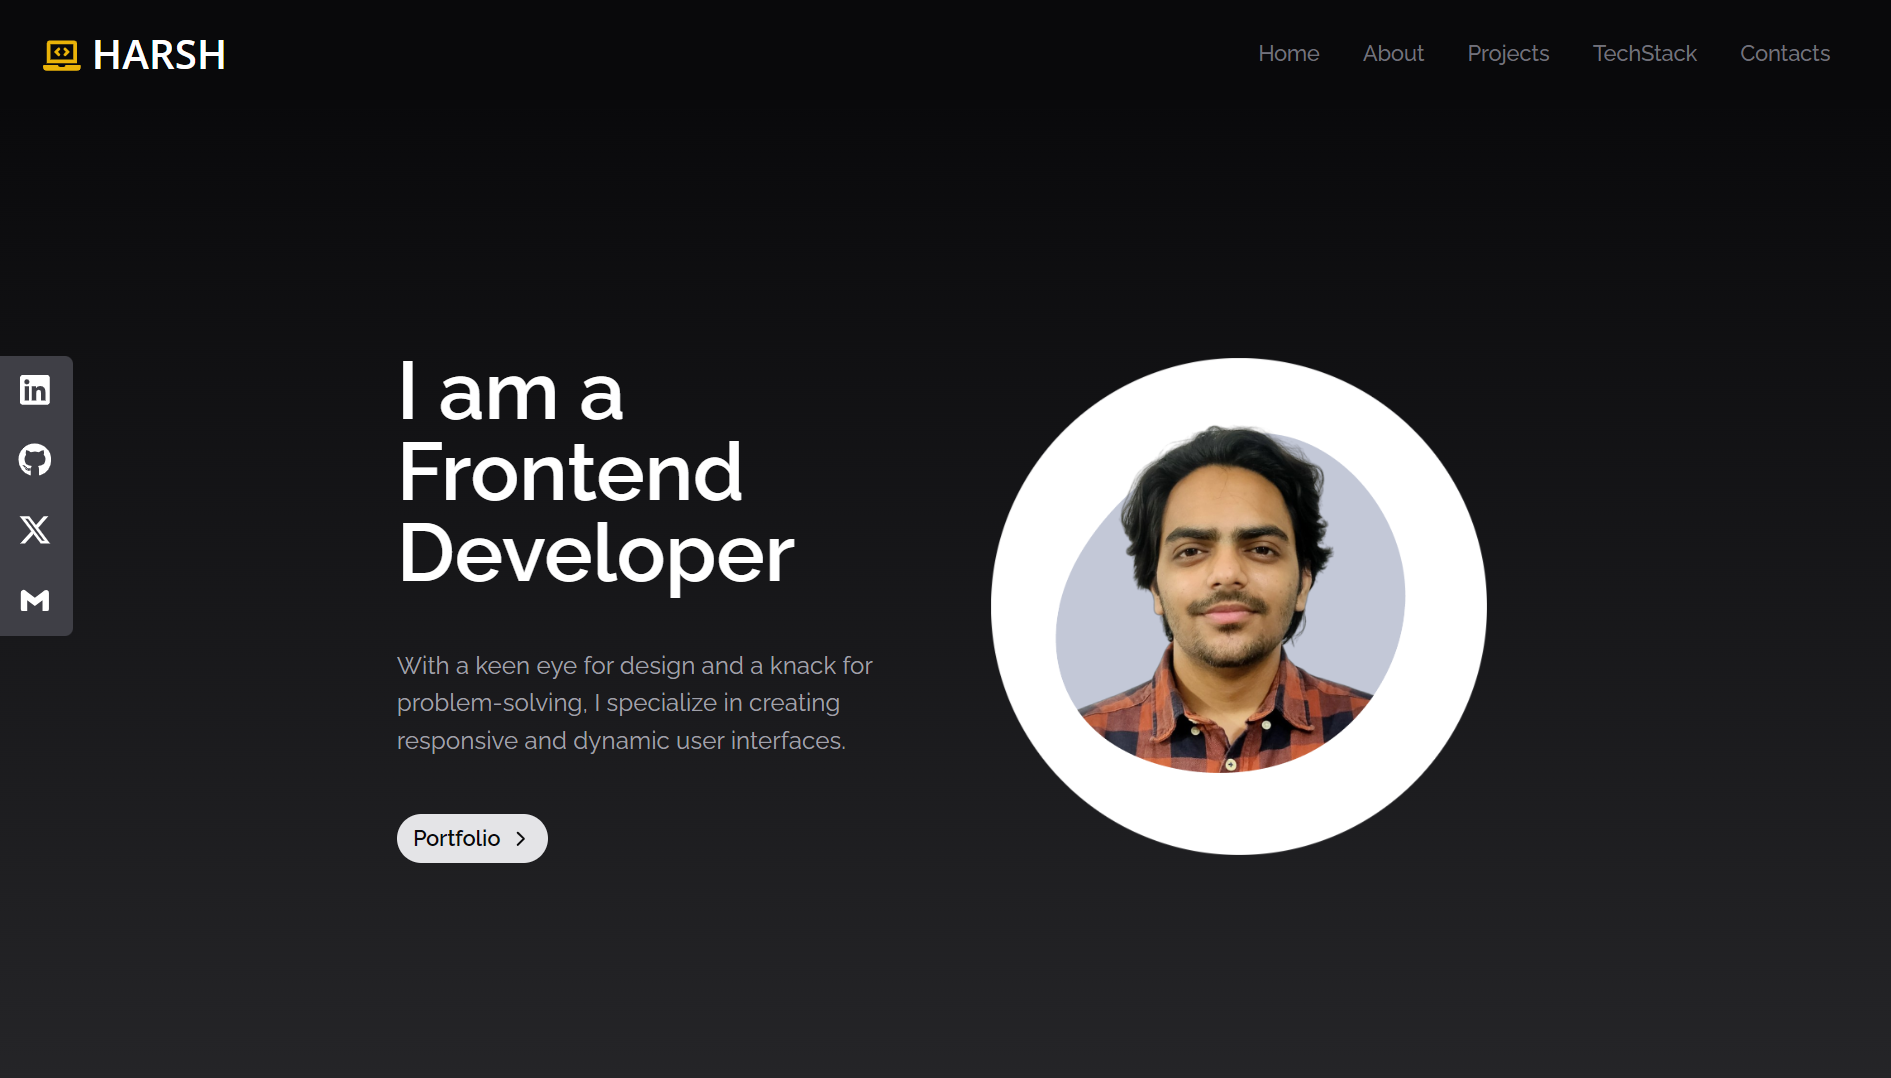 HARSH
Home
About
Projects
TechStack
Contacts
I am a
Frontend
Developer
With a keen eye for design and a knack for
problem-solving, I specialize in creating
responsive and dynamic user interfaces.
Portfolio